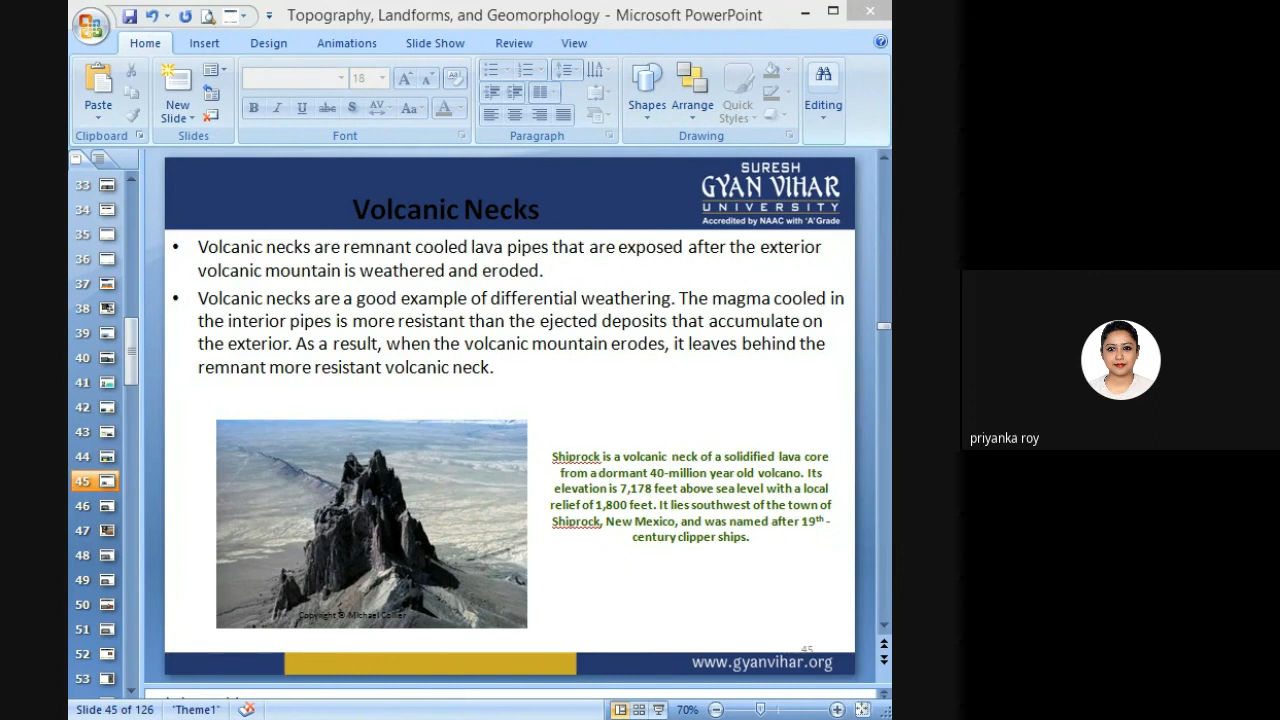 Topography, Landforms, and Geomorphology - Microsoft PowerPoint
Home Insert Design Animations Slide Show Review View
18
Paste
New
Slide
Shapes Arrange Quick
Styles
Editing
Clipboard Slides Font Paragraph Drawing
33
34
35
36
37
38
39
40
41
42
43
44
45
46
47
48
49
50
51
52
53
SURESH
GYAN VIHAR
UNIVERSITY
Accredited by NAAC with 'A' Grade
Volcanic Necks
• Volcanic necks are remnant cooled lava pipes that are exposed after the exterior
volcanic mountain is weathered and eroded.
• Volcanic necks are a good example of differential weathering. The magma cooled in
the interior pipes is more resistant than the ejected deposits that accumulate on
the exterior. As a result, whn the volcanic mountain erodes, it leaves behind the
remnant more resistant volcanic neck.
Shiprock is a volcanic neck of a solidified lava core
from a dormant 40-million year old volcano. Its
elevation is 7,178 feet above sea level with a local
relief of 1,800 feet. It lies southwest of the town of
Shiprock, New Mexico, and was named after 19th -
century clipper ships.
Copyright © Michael Collier
45
www.gyanvihar.org
Slide 45 of 126 "Theme1" 70%
priyanka roy